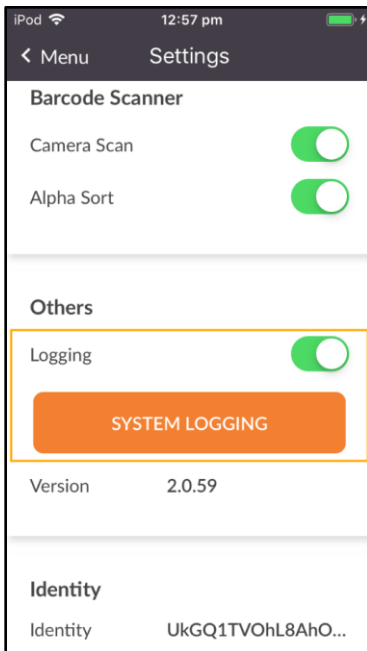 iPod 12:57 pm
Menu Settings
Barcode Scanner
Camera Scan
Alpha Sort
Others
Logging
SYSTEM LOGGING
Version 2.0.59
Identity
Identity UkGQ1TVOhL8AhO...